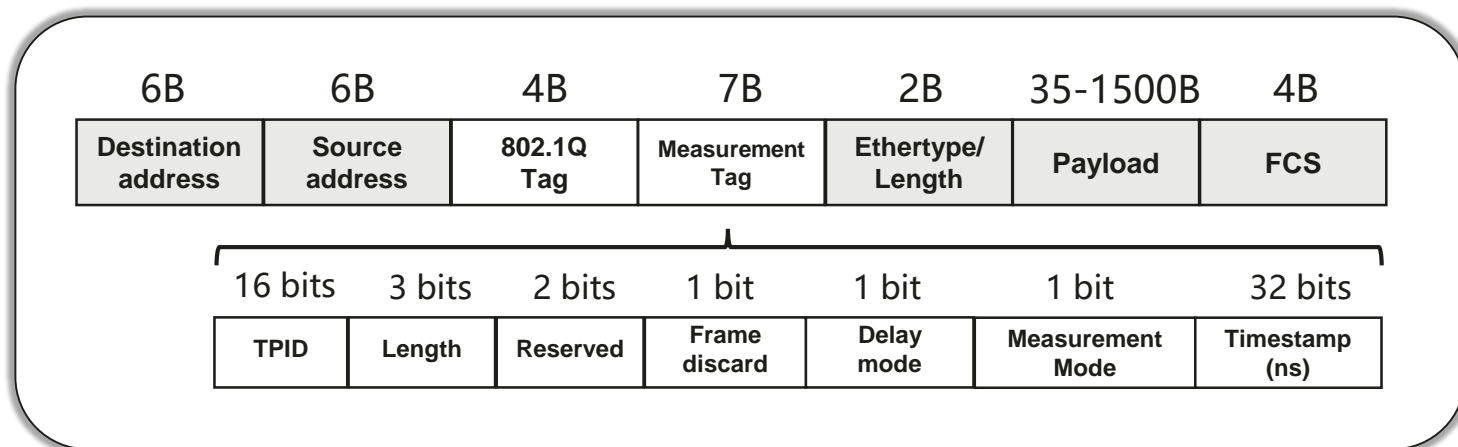 6B 6B 4B 7B 2B 35-1500B 4B
Destination address Source address 802.1Q Tag Measurement Tag Ethertype/ Length Payload FCS
16 bits 3 bits 2 bits 1 bit 1 bit 1 bit 32 bits
TPID Length Reserved Frame discard Delay mode Measurement Mode Timestamp (ns)